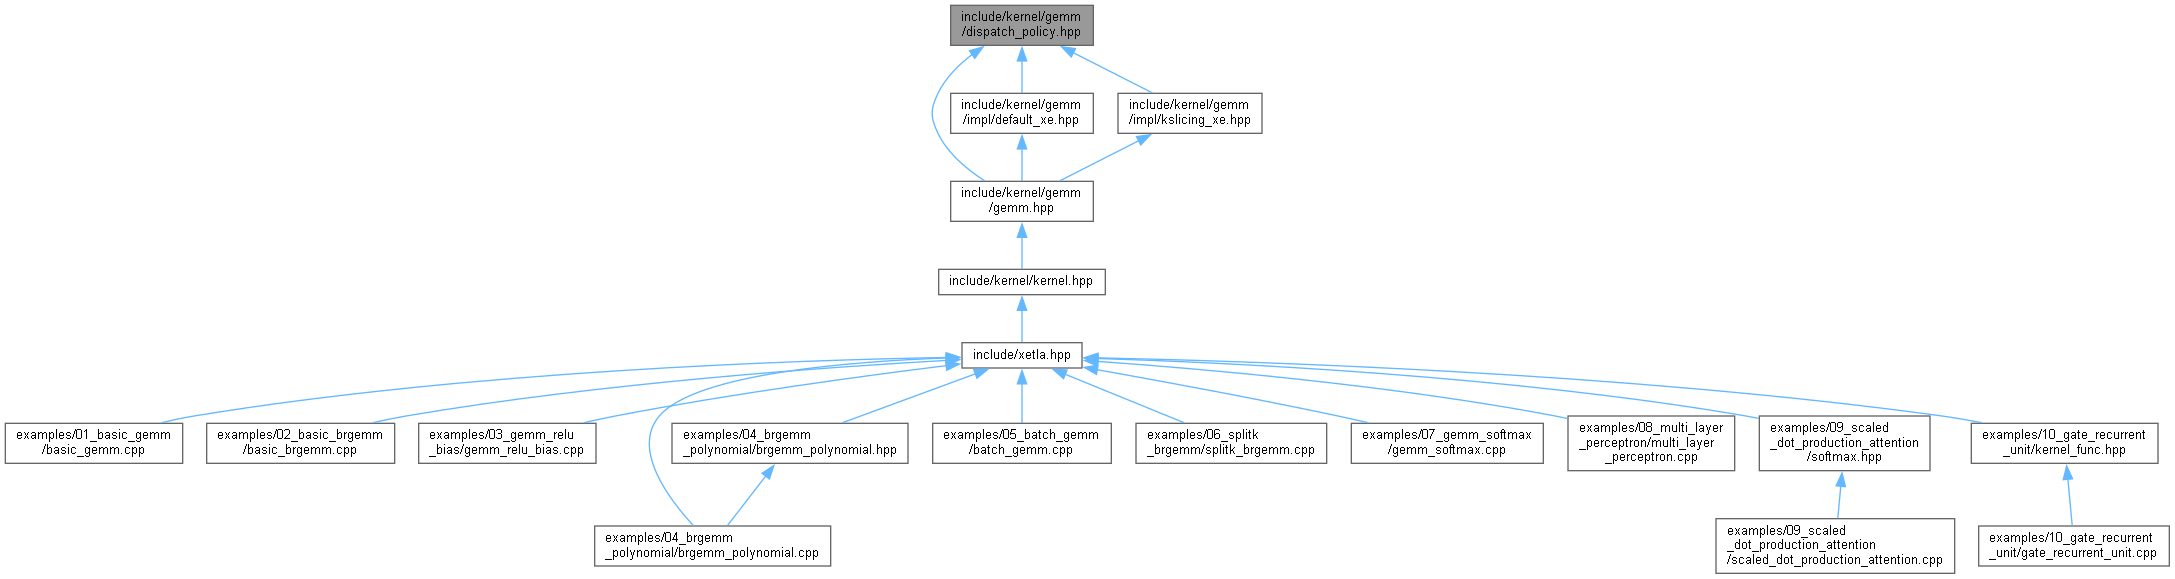 include/kernel/gemm
/dispatch_policy.hpp
include/kernel/gemm
/impl/default_xe.hpp
include/kernel/gemm
/impl/kslicing_xe.hpp
include/kernel/gemm
/gemm.hpp
include/kernel/kernel.hpp
include/xetla.hpp
examples/01_basic_gemm
/basic_gemm.cpp
examples/02_basic_brgemm
/basic_brgemm.cpp
examples/03_gemm_relu
_bias/gemm_relu_bias.cpp
examples/04_brgemm
_polynomial/brgemm_polynomial.hpp
examples/05_batch_gemm
/batch_gemm.cpp
examples/06_splitk
_brgemm/splitk_brgemm.cpp
examples/07_gemm_softmax
/gemm_softmax.cpp
examples/08_multi_layer
_perceptron/multi_layer
_perceptron.cpp
examples/09_scaled
_dot_production_attention
/softmax.hpp
examples/10_gate_recurrent
_unit/kernel_func.hpp
examples/04_brgemm
_polynomial/brgemm_polynomial.cpp
examples/09_scaled
_dot_production_attention
/scaled_dot_production_attention.cpp
examples/10_gate_recurrent
_unit/gate_recurrent_unit.cpp